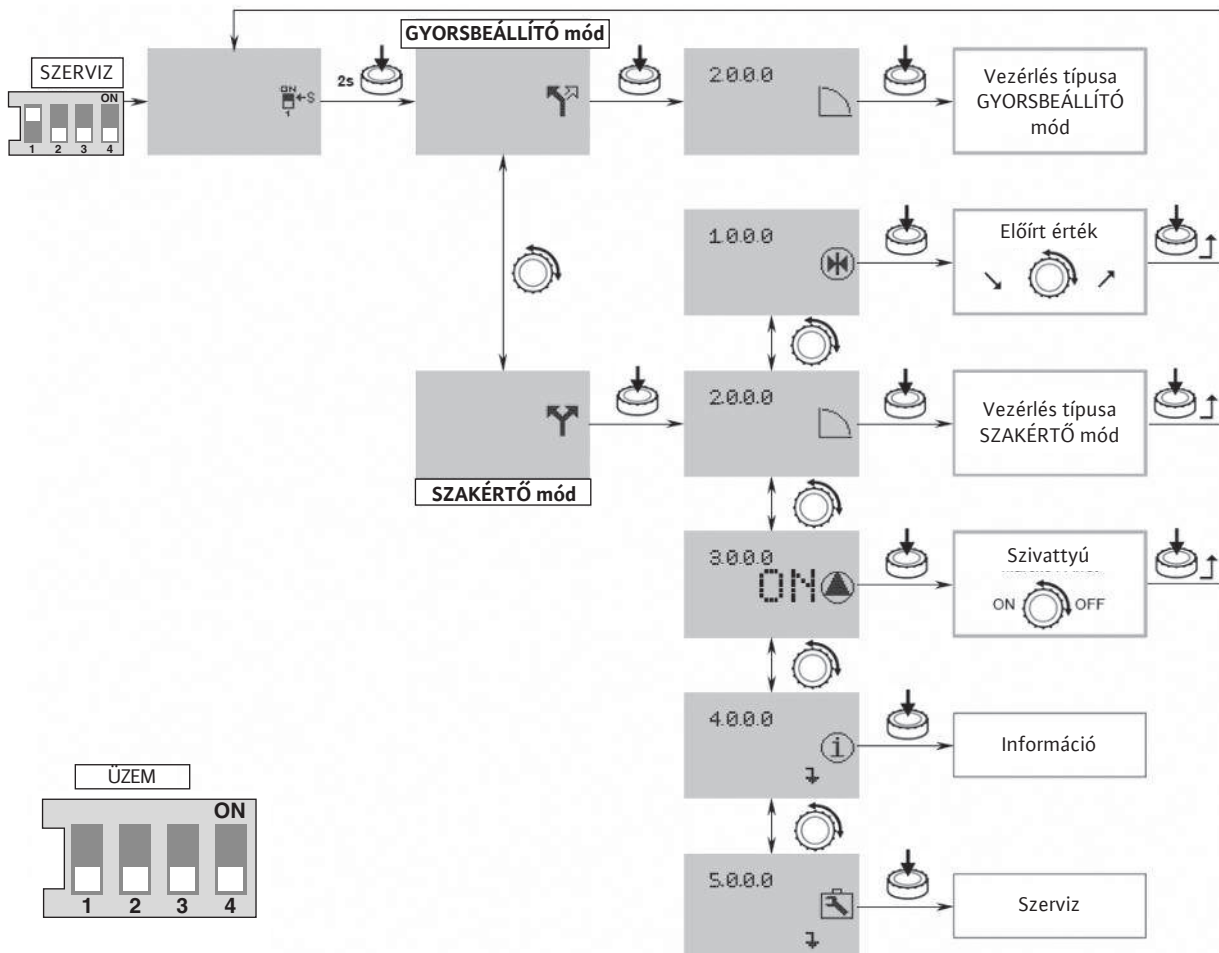 GYORSBEÁLLÍTÓ mód
SZERVIZ
ON
1 2 3 4
ON
←S
1
2s
2.0.0.0
Vezérlés típusa
GYORSBEÁLLÍTÓ
mód
1.0.0.0
Előírt érték
2.0.0.0
Vezérlés típusa
SZAKÉRTŐ mód
SZAKÉRTŐ mód
3.0.0.0
ON
Szivattyú
ON OFF
4.0.0.0
i
Információ
ÜZEM
ON
1 2 3 4
5.0.0.0
Szerviz